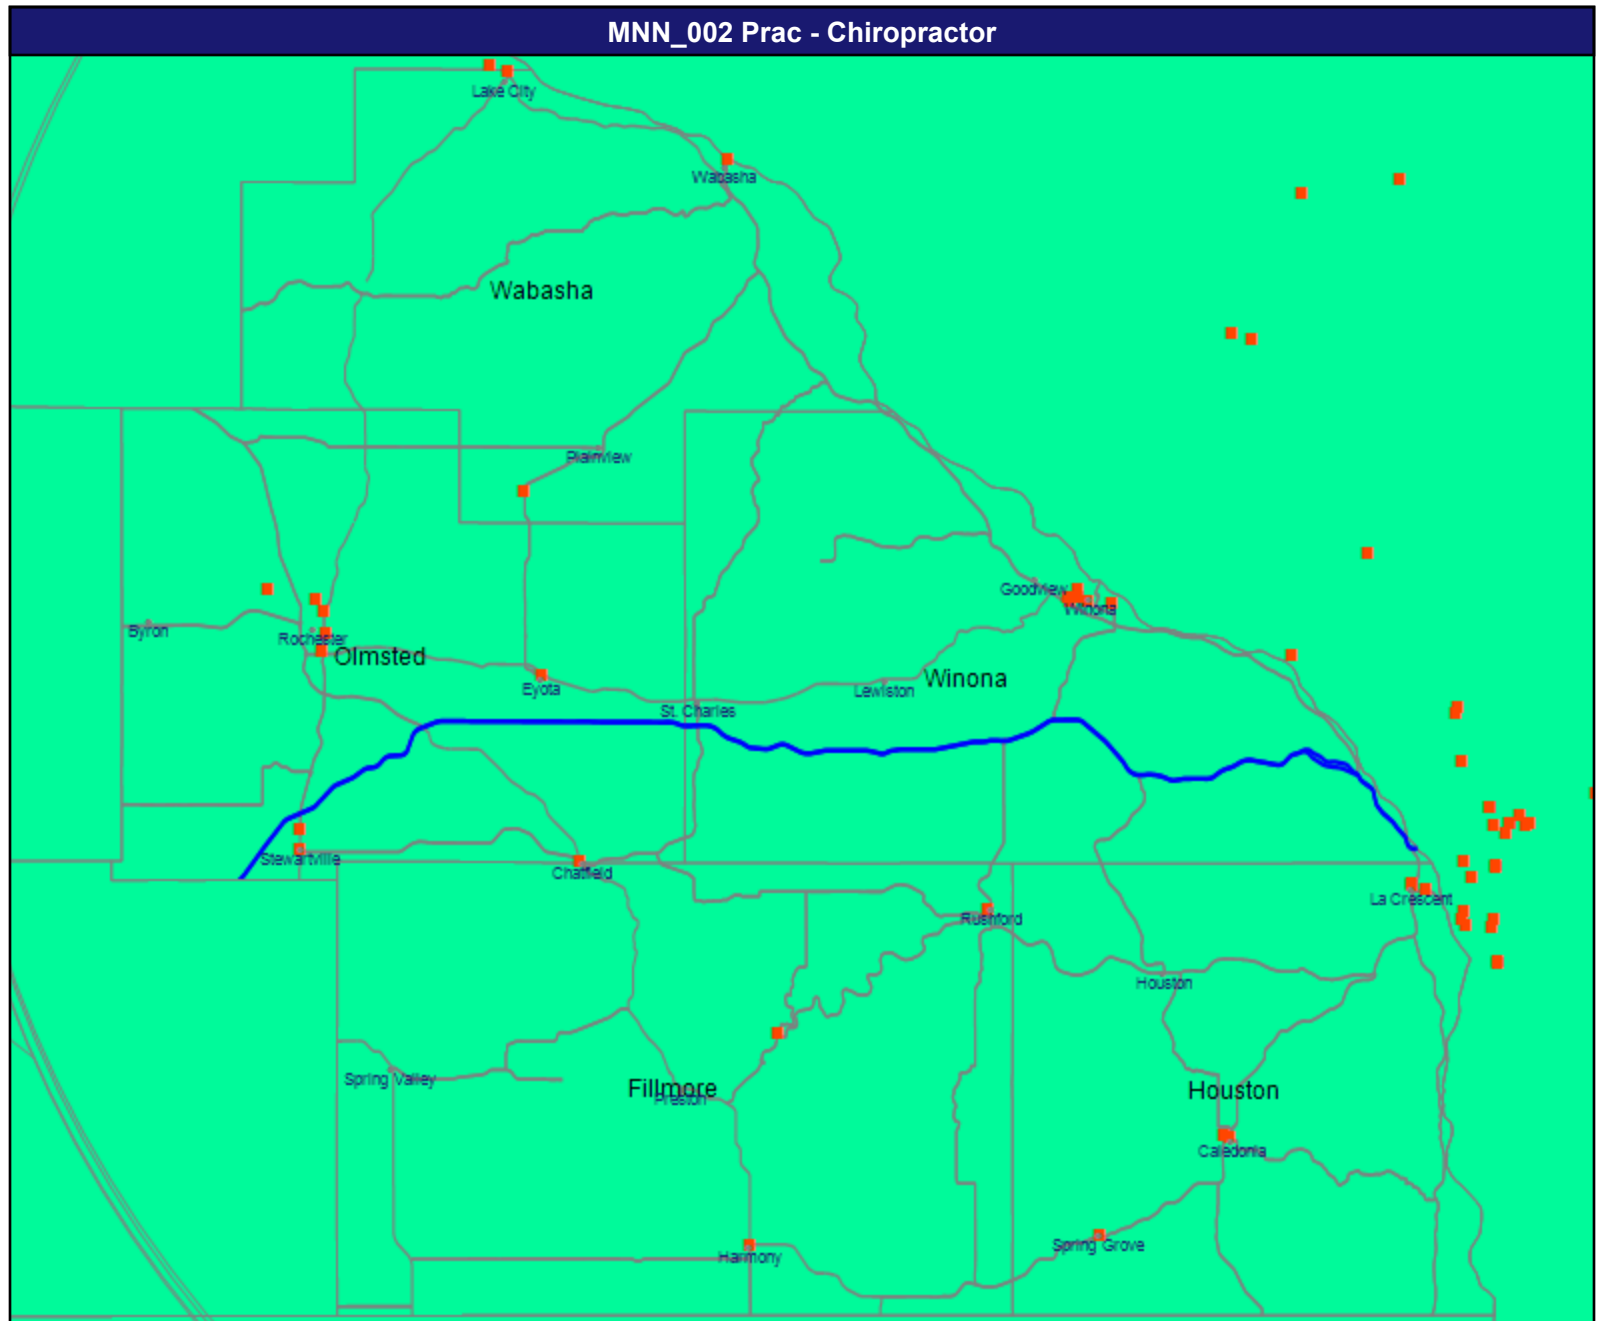 MNN_002 Prac - Chiropractor
Lake City
Wabasha
Wabasha
Plainview
Goodview
Winona
Byron
Rochester
Olmsted
Eyota
Winona
Lewiston
St. Charles
Stewartville
Chatfield
La Crescent
Rushford
Houston
Spring Valley
Fillmore
Preston
Houston
Caledonia
Harmony
Spring Grove